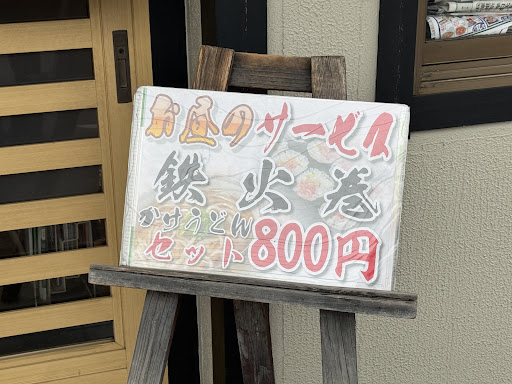 お昼のサービス
鉄火巻
かけうどん
セット800円